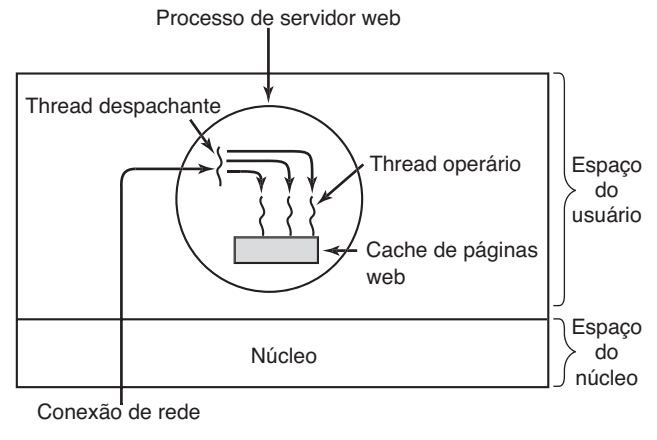 Processo de servidor web
Thread despachante
Thread operário
Cache de páginas
web
Espaço
do
usuário
Núcleo
Espaço
do
núcleo
Conexão de rede